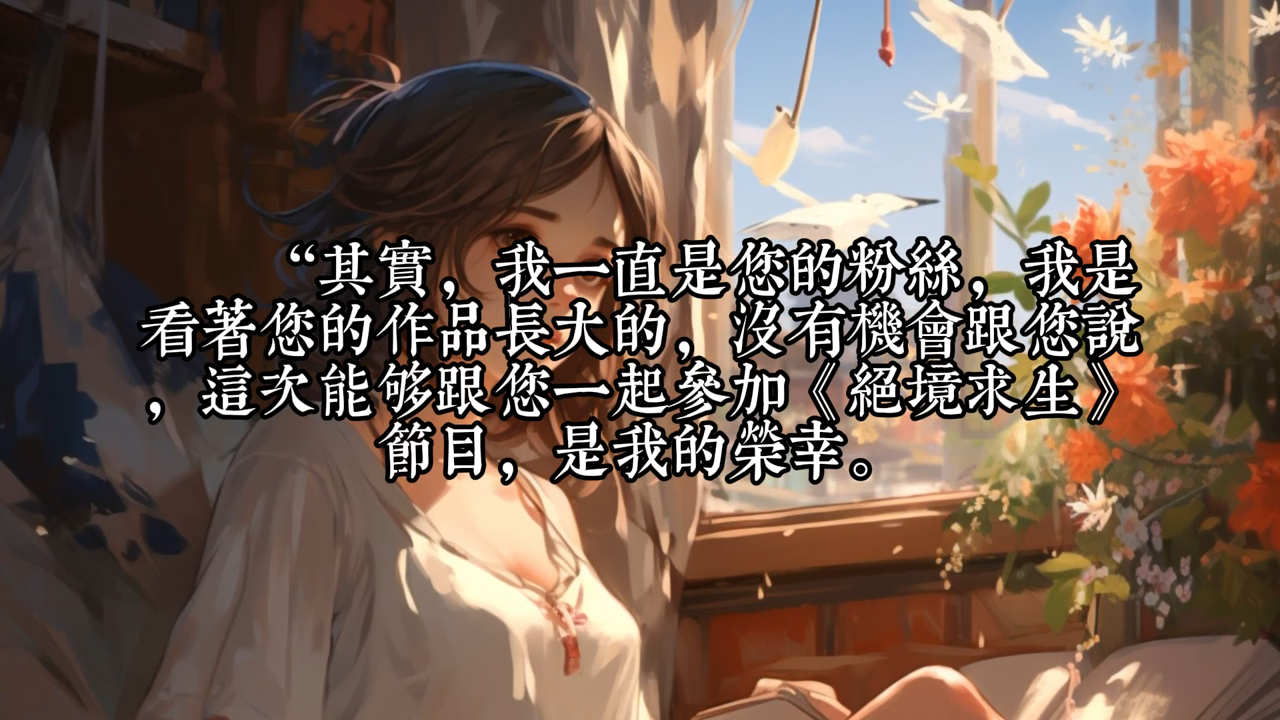 “其實，我一直是您的粉絲，我是
看著您的作品長大的，沒有機會跟您說
，這次能够跟您一起參加《絕境求生》
節目，是我的榮幸。